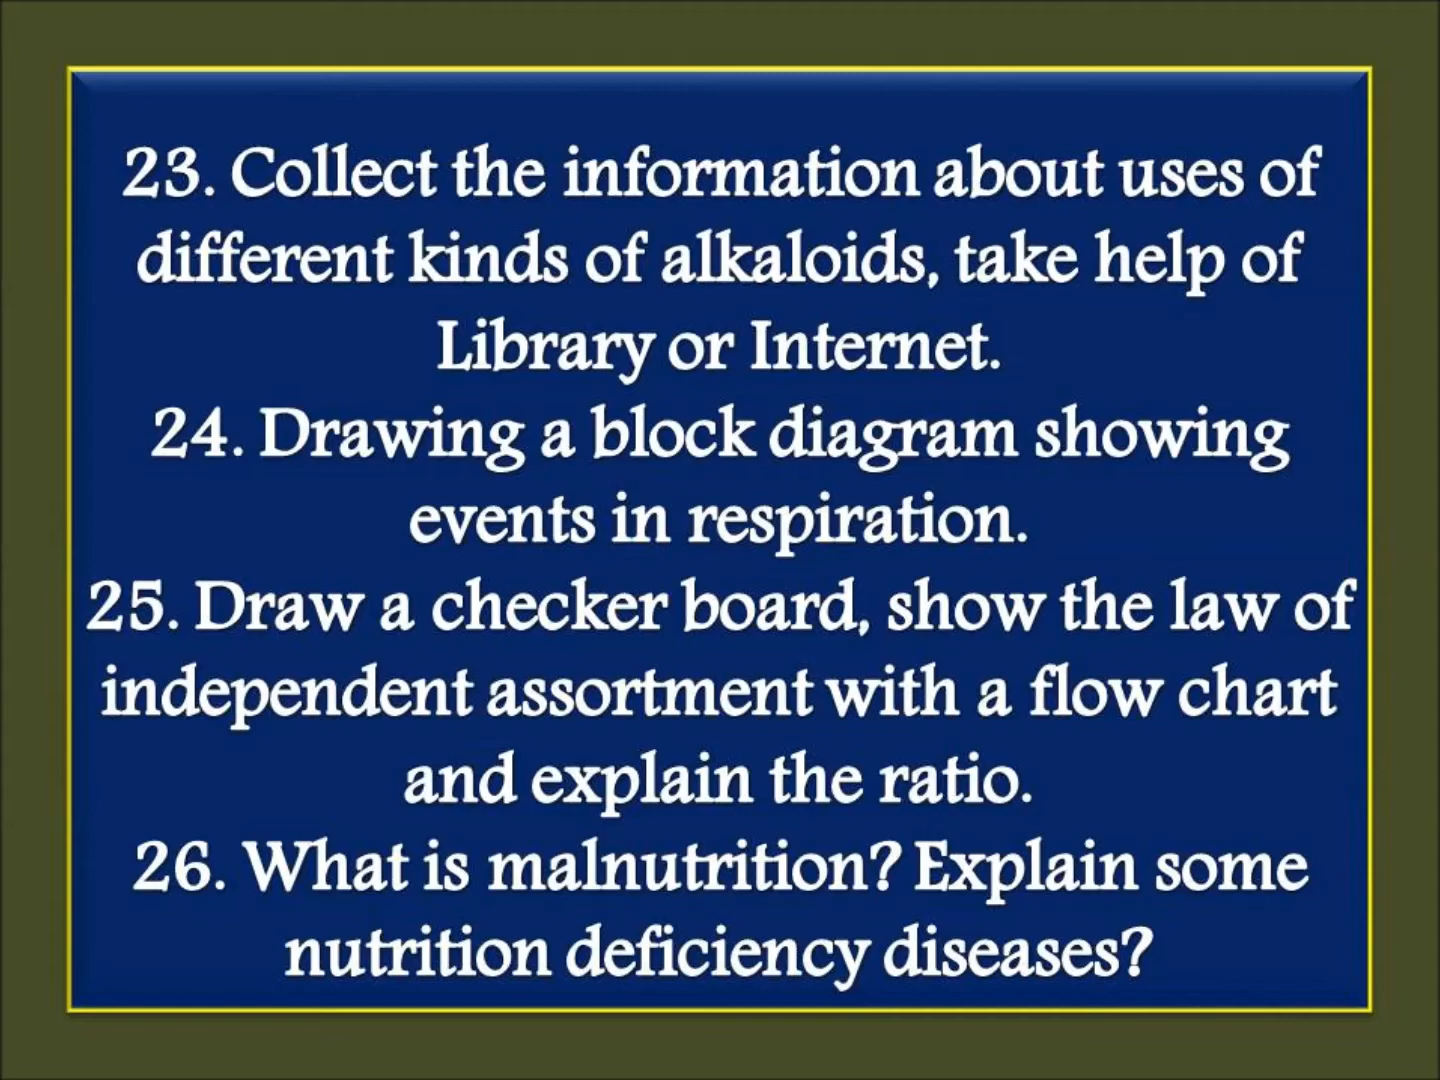 23. Collect the information about uses of
different kinds of alkaloids, take help of
Library or Internet.
24. Drawing a block diagram showing
events in respiration.
25. Draw a checker board, show the law of
independent assortment with a flow chart
and explain the ratio.
26. What is malnutrition? Explain some
nutrition deficiency diseases?